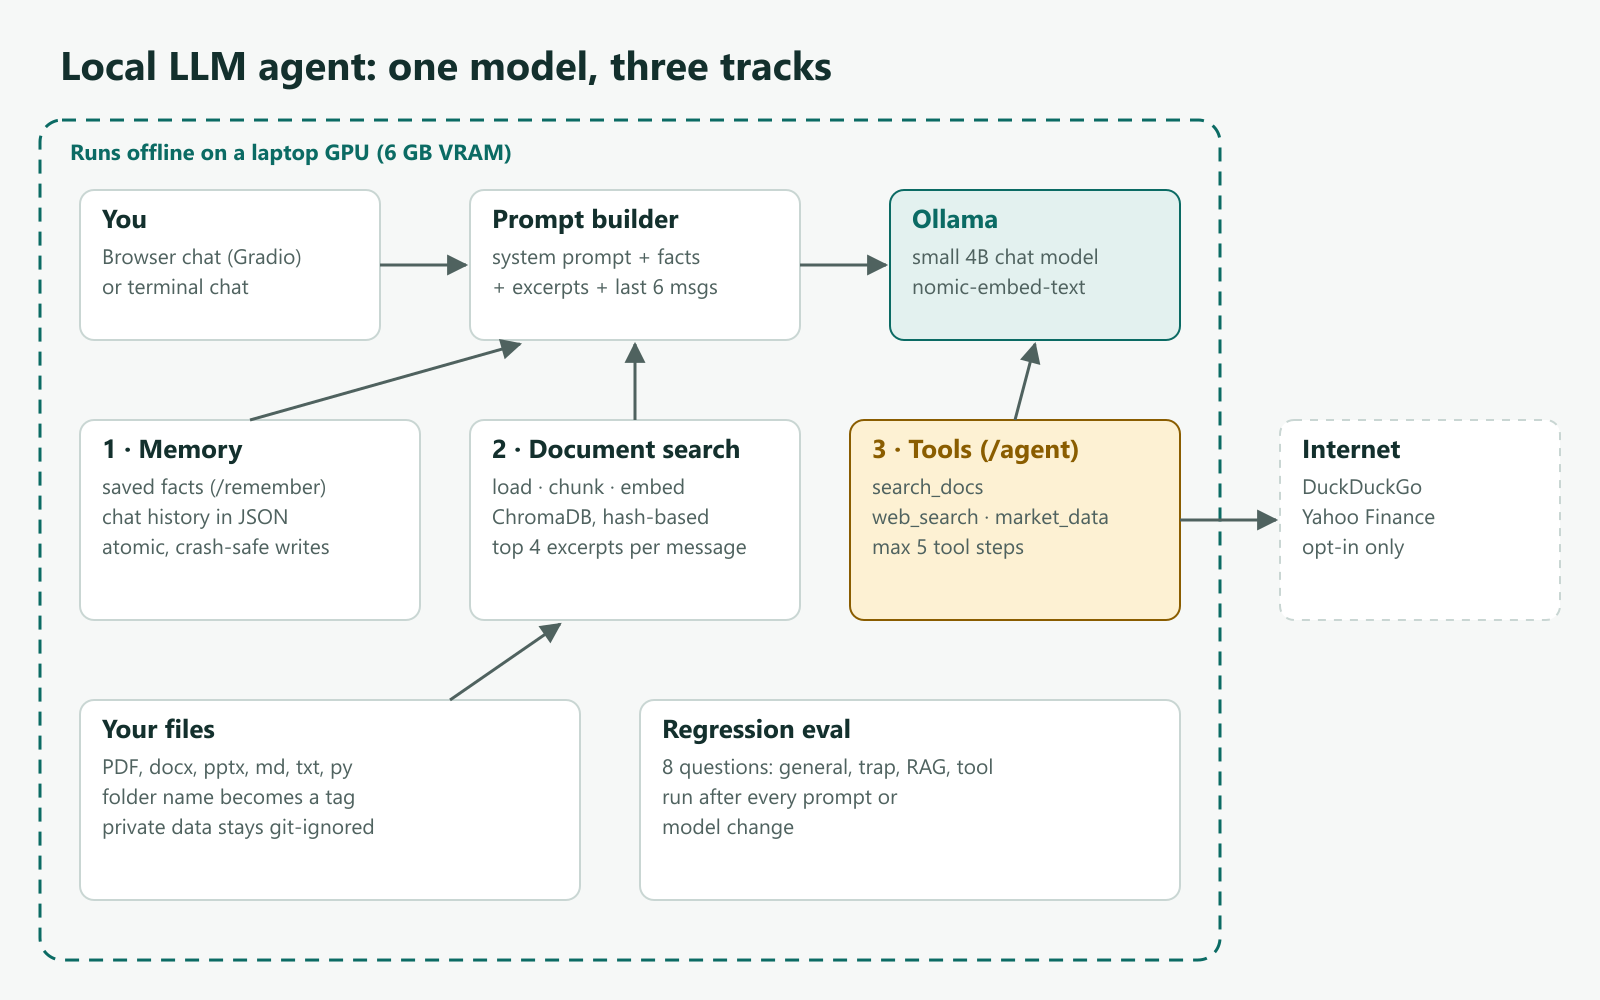 Local LLM agent: one model, three tracks
Runs offline on a laptop GPU (6 GB VRAM)
You
Browser chat (Gradio)
or terminal chat
Prompt builder
system prompt + facts
+ excerpts + last 6 msgs
Ollama
small 4B chat model
nomic-embed-text
1 · Memory
saved facts (/remember)
chat history in JSON
atomic, crash-safe writes
2 · Document search
load · chunk · embed
ChromaDB, hash-based
top 4 excerpts per message
3 · Tools (/agent)
search_docs
web_search · market_data
max 5 tool steps
Internet
DuckDuckGo
Yahoo Finance
opt-in only
Your files
PDF, docx, pptx, md, txt, py
folder name becomes a tag
private data stays git-ignored
Regression eval
8 questions: general, trap, RAG, tool
run after every prompt or
model change